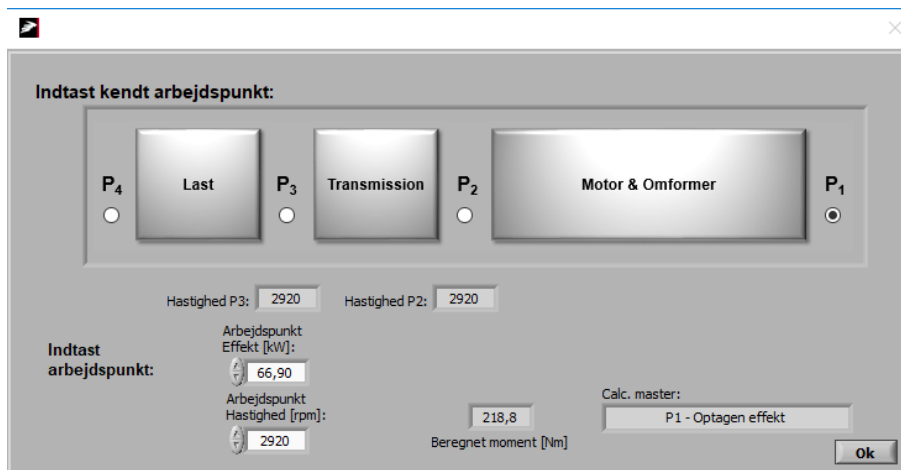 Indtast kendt arbejdspunkt:
P4 Last P3 Transmission P2 Motor & Omformer P1
Hastighed P3: 2920 Hastighed P2: 2920
Indtast
arbejdspunkt:
Arbejdspunkt
Effekt [kW]:
66,90
Arbejdspunkt
Hastighed [rpm]:
2920
218,8
Beregnet moment [Nm]
Calc. master:
P1 - Optagen effekt
Ok